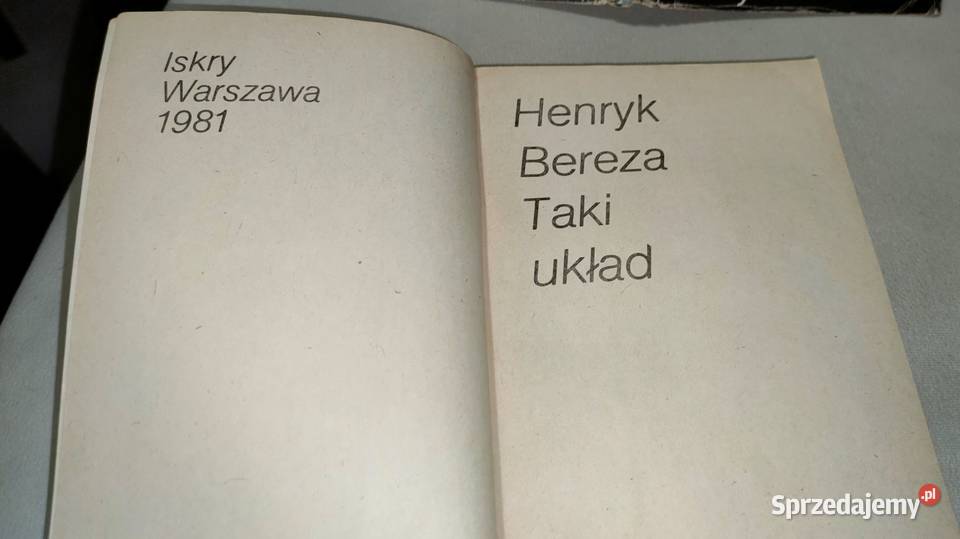 Iskry
Warszawa
1981
Henryk
Bereza
Taki
układ
Sprzedajemy.pl